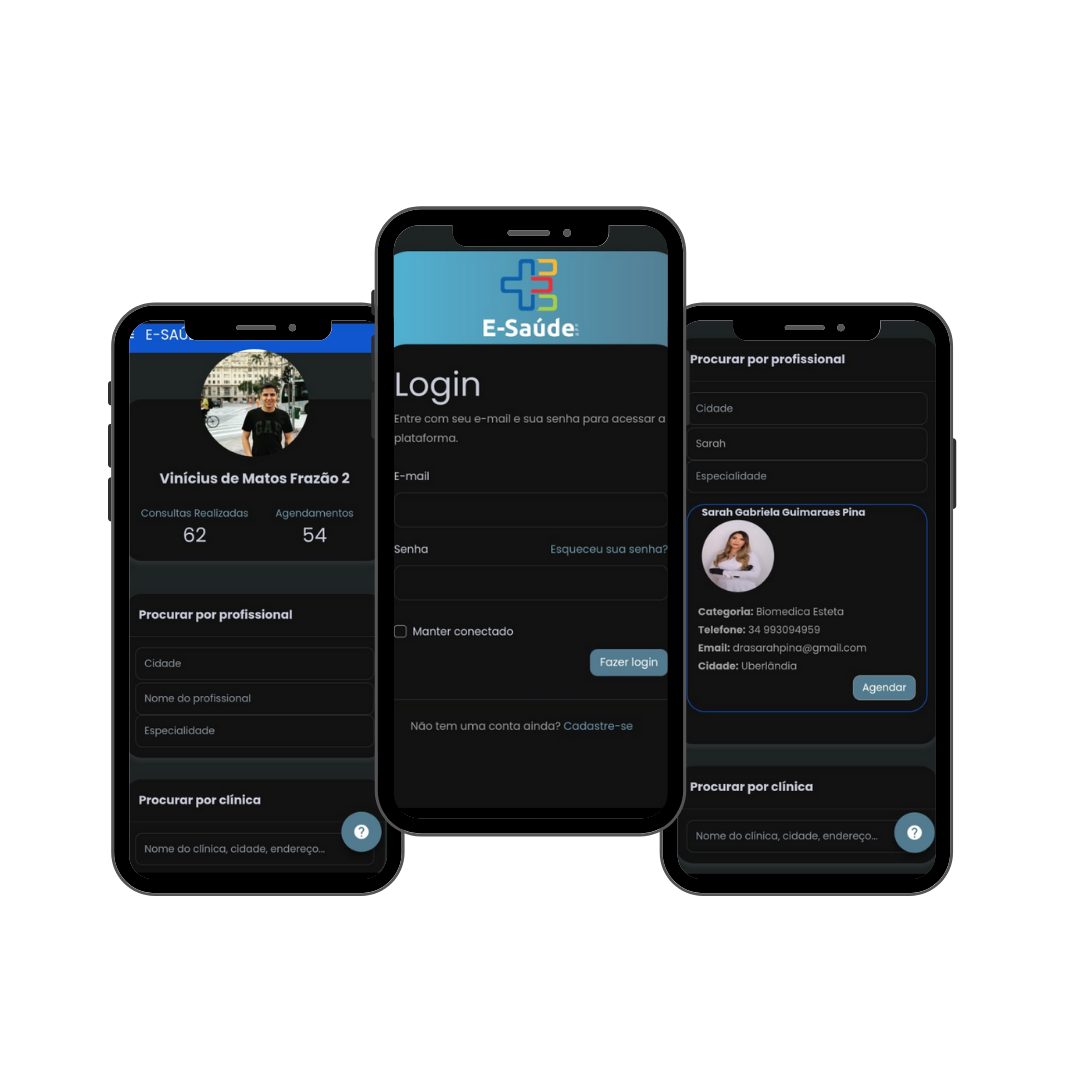 E-SAÚ
Vinícius de Matos Frazão 2
Consultas Realizadas
Agendamentos
62
54
Procurar por profissional
Cidade
Nome do profissional
Especialidade
Procurar por clínica
Nome do clínica, cidade, endereço...
E-Saúde
Login
Entre com seu e-mail e sua senha para acessar a
plataforma.
E-mail
Senha
Esqueceu sua senha?
Manter conectado
Fazer login
Não tem uma conta ainda? Cadastre-se
Procurar por profissional
Cidade
Sarah
Especialidade
Sarah Gabriela Guimaraes Pina
Categoria: Biomedica Esteta
Telefone: 34 993094959
Email: drasarahpina@gmail.com
Cidade: Uberlândia
Agendar
Procurar por clínica
Nome do clínica, cidade, endereço...